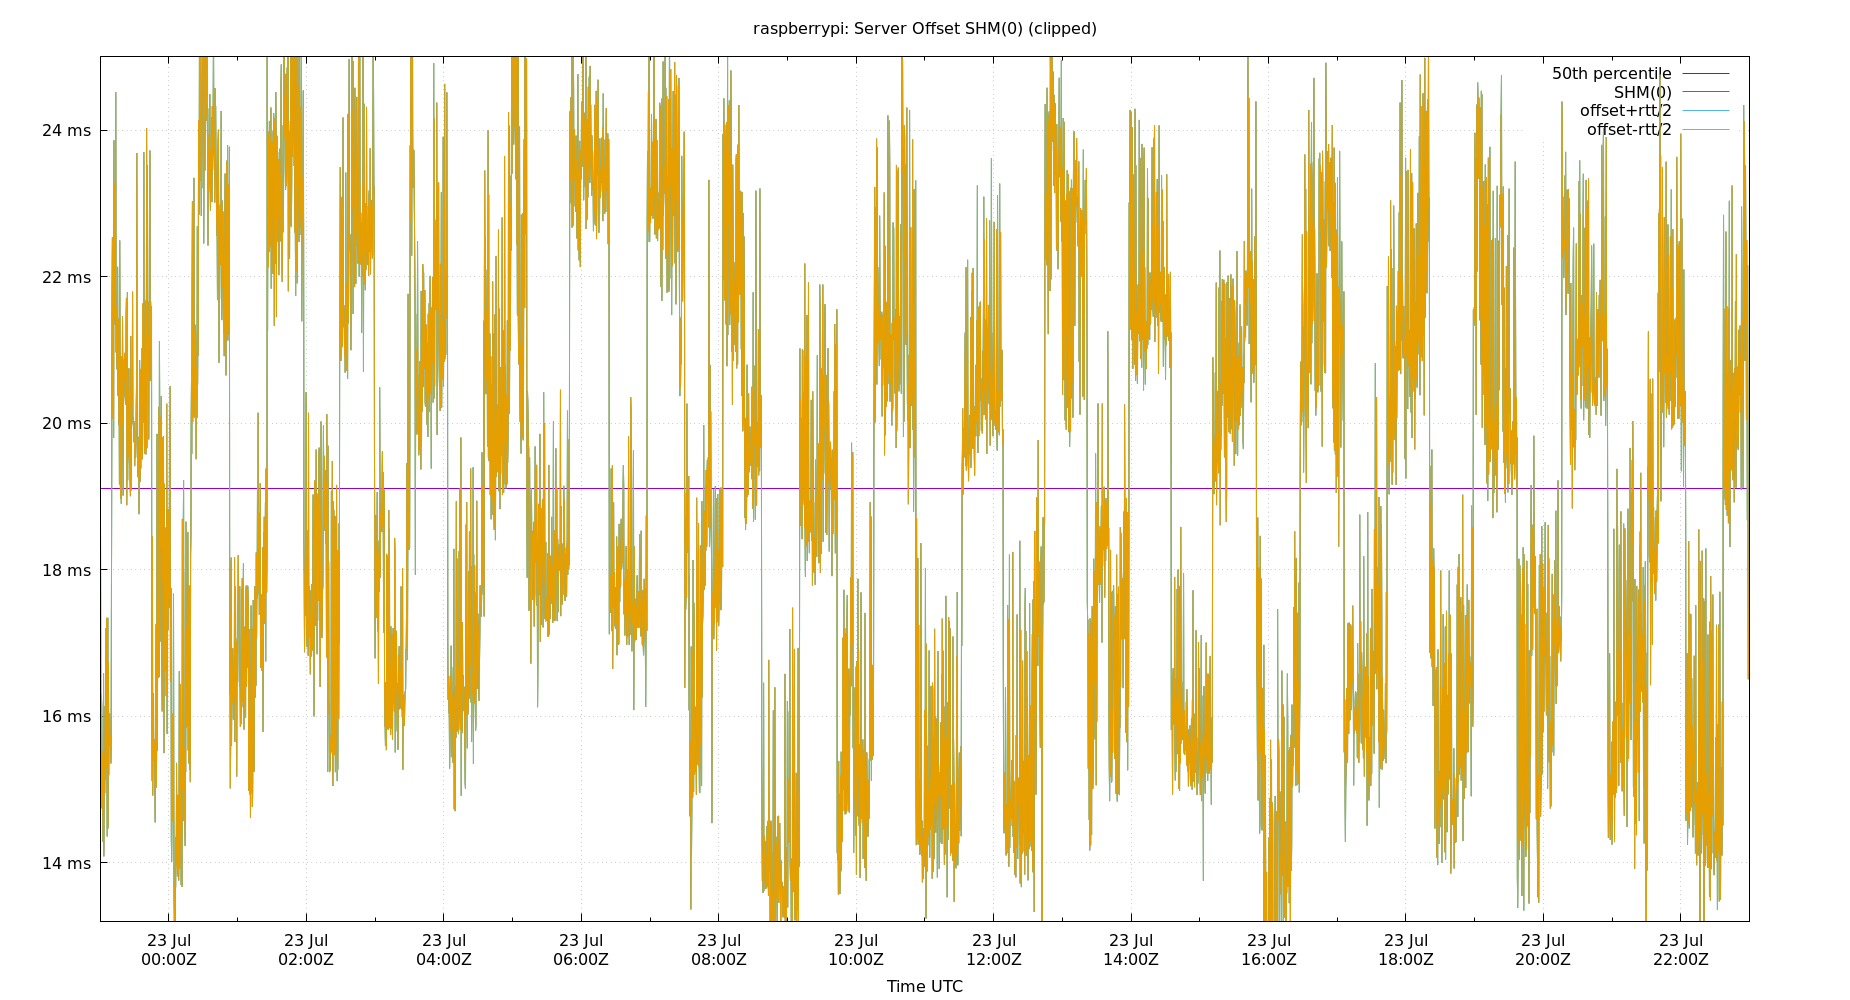 raspberrypi: Server Offset SHM(0) (clipped)
50th percentile
SHM(0)
offset+rtt/2
offset-rtt/2
24 ms
22 ms
20 ms
18 ms
16 ms
14 ms
23 Jul 23 Jul 23 Jul 23 Jul 23 Jul 23 Jul 23 Jul 23 Jul 23 Jul 23 Jul 23 Jul 23 Jul
00:00Z 02:00Z 04:00Z 06:00Z 08:00Z 10:00Z 12:00Z 14:00Z 16:00Z 18:00Z 20:00Z 22:00Z
Time UTC